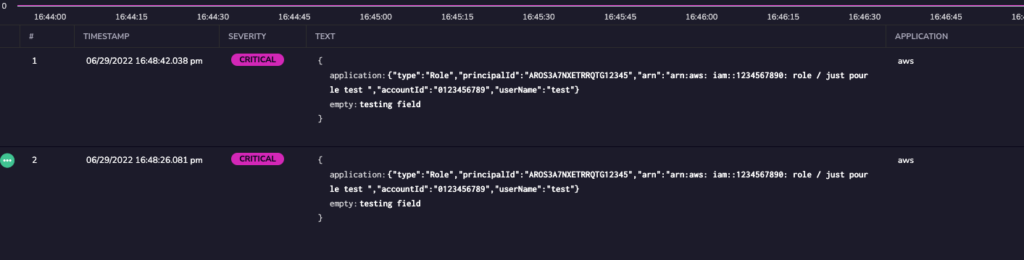 0
16:44:00 16:44:15 16:44:30 16:44:45 16:45:00 16:45:15 16:45:30 16:45:45 16:46:00 16:46:15 16:46:30 16:46:45 16:
# TIMESTAMP SEVERITY TEXT APPLICATION
1 06/29/2022 16:48:42.038 pm CRITICAL { aws
application: {"type":"Role","principalId":"AROS3A7NXETRRQTG12345","arn":"arn:aws: iam::1234567890: role / just pour
le test ","accountId":"0123456789","userName":"test"}
empty: testing field
}
2 06/29/2022 16:48:26.081 pm CRITICAL { aws
application: {"type":"Role","principalId":"AROS3A7NXETRRQTG12345","arn":"arn:aws: iam::1234567890: role / just pour
le test ","accountId":"0123456789","userName":"test"}
empty: testing field
}